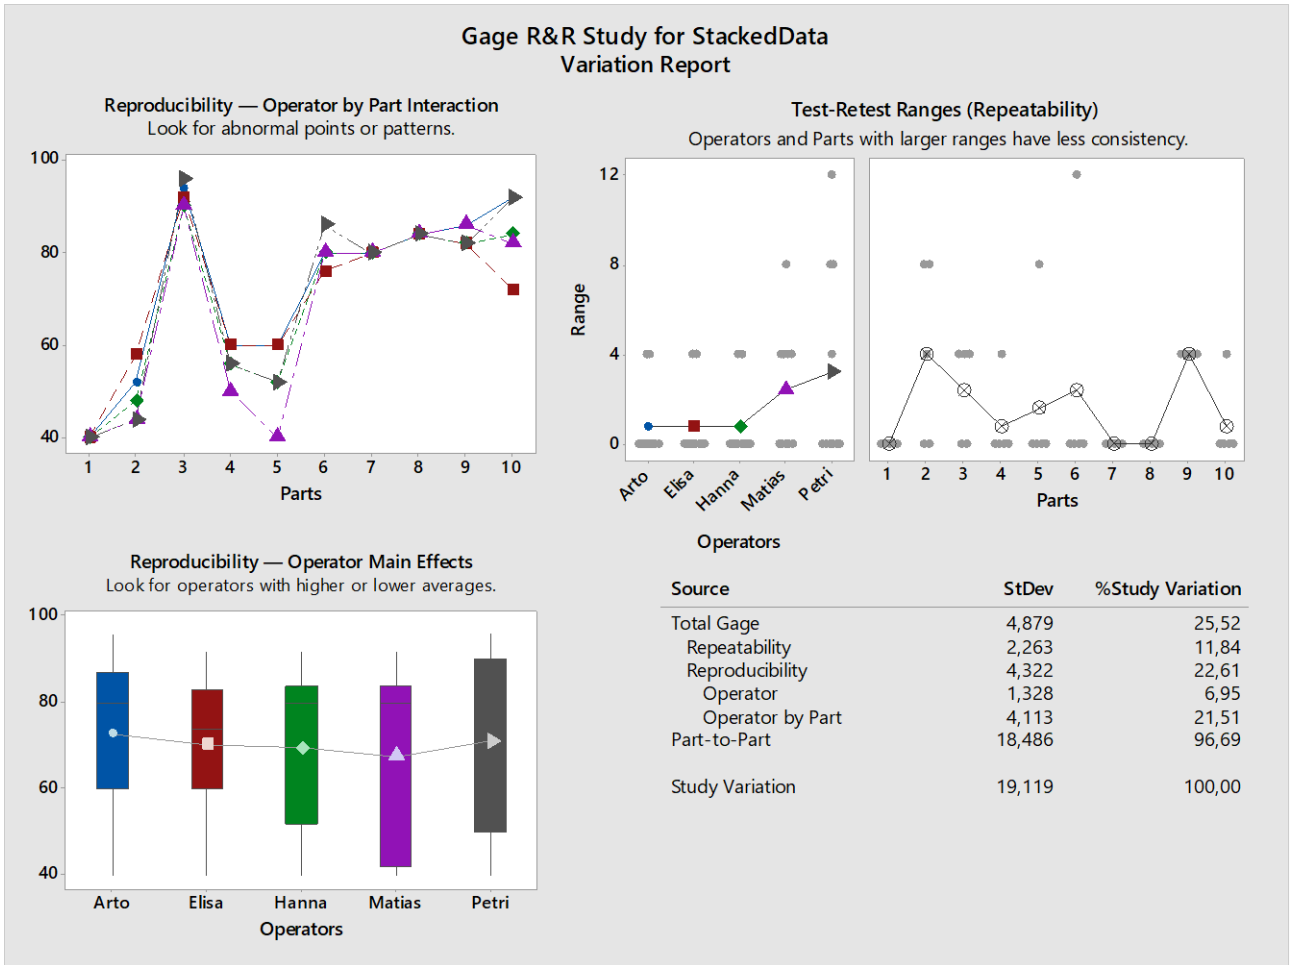 Gage R&R Study for StackedData
Variation Report
Reproducibility — Operator by Part Interaction
Look for abnormal points or patterns.
100
80
60
40
1 2 3 4 5 6 7 8 9 10
Parts
Test-Retest Ranges (Repeatability)
Operators and Parts with larger ranges have less consistency.
Range
12
8
4
0
Arto Elisa Hanna Matias Petri
Operators
1 2 3 4 5 6 7 8 9 10
Parts
Reproducibility — Operator Main Effects
Look for operators with higher or lower averages.
100
80
60
40
Arto Elisa Hanna Matias Petri
Operators
Source StDev %Study Variation
Total Gage 4,879 25,52
Repeatability 2,263 11,84
Reproducibility 4,322 22,61
Operator 1,328 6,95
Operator by Part 4,113 21,51
Part-to-Part 18,486 96,69
Study Variation 19,119 100,00